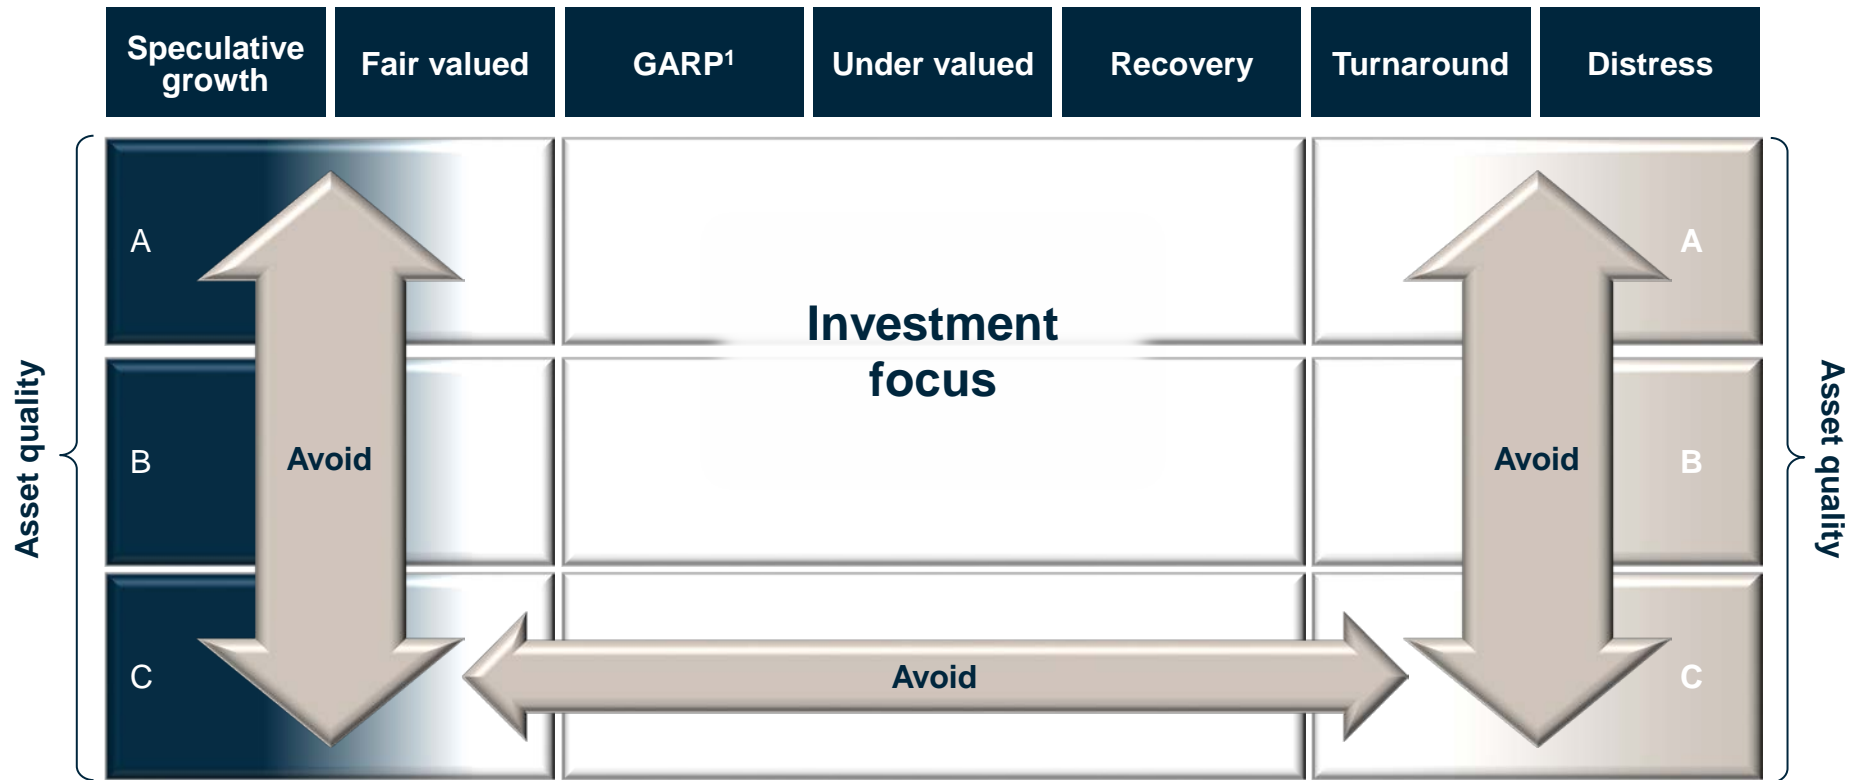 Speculative
growth
Fair valued
GARP¹
Under valued
Recovery
Turnaround
Distress
Asset quality
A
A
Investment
focus
B
Avoid
Avoid
B
C
Avoid
C
Asset quality